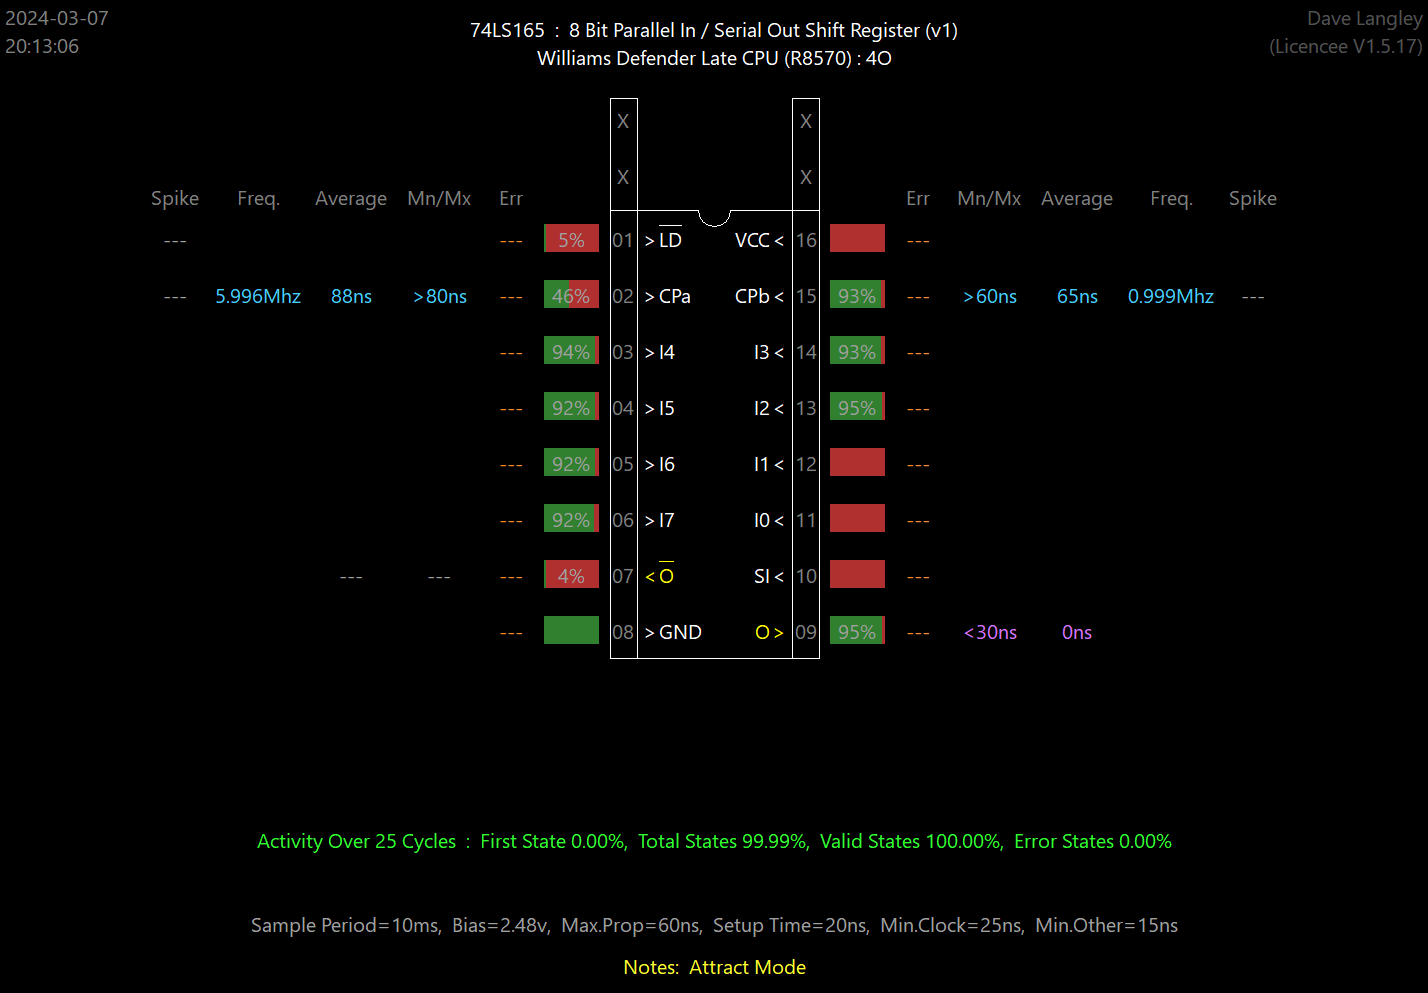 2024-03-07
20:13:06
74LS165 : 8 Bit Parallel In / Serial Out Shift Register (v1)
Williams Defender Late CPU (R8570) : 4O
Dave Langley
(Licencee V1.5.17)
X X
X X
Spike Freq. Average Mn/Mx Err Err Mn/Mx Average Freq. Spike
--- --- 5% 01 > LD VCC < 16 ---
--- 5.996Mhz 88ns >80ns --- 46% 02 > CPa CPb < 15 93% --- >60ns 65ns 0.999Mhz ---
--- 94% 03 > I4 I3 < 14 93% ---
--- 92% 04 > I5 I2 < 13 95% ---
--- 92% 05 > I6 I1 < 12 ---
--- 92% 06 > I7 I0 < 11 ---
--- --- --- 4% 07 < O SI < 10 ---
--- 08 > GND O > 09 95% --- <30ns 0ns
Activity Over 25 Cycles : First State 0.00%, Total States 99.99%, Valid States 100.00%, Error States 0.00%
Sample Period=10ms, Bias=2.48v, Max.Prop=60ns, Setup Time=20ns, Min.Clock=25ns, Min.Other=15ns
Notes: Attract Mode